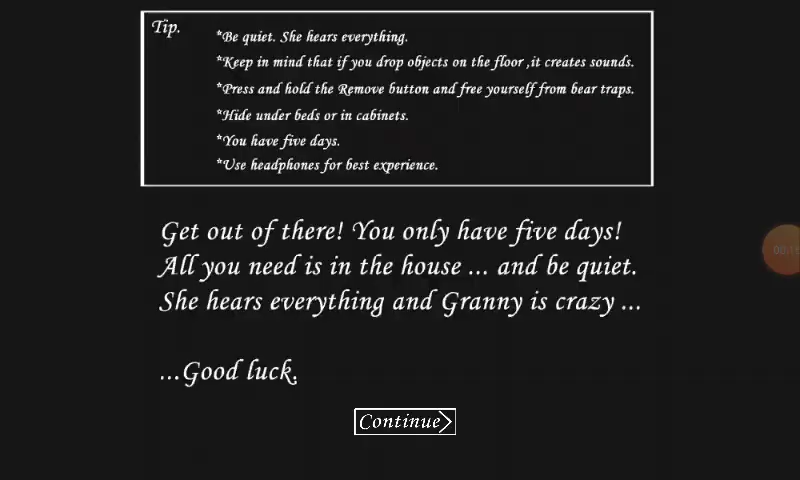 Tip.
*Be quiet. She hears everything.
*Keep in mind that if you drop objects on the floor ,it creates sounds.
*Press and hold the Remove button and free yourself from bear traps.
*Hide under beds or in cabinets.
*You have five days.
*Use headphones for best experience.
Get out of there! You only have five days!
All you need is in the house ... and be quiet.
She hears everything and Granny is crazy ...
...Good luck.
Continue